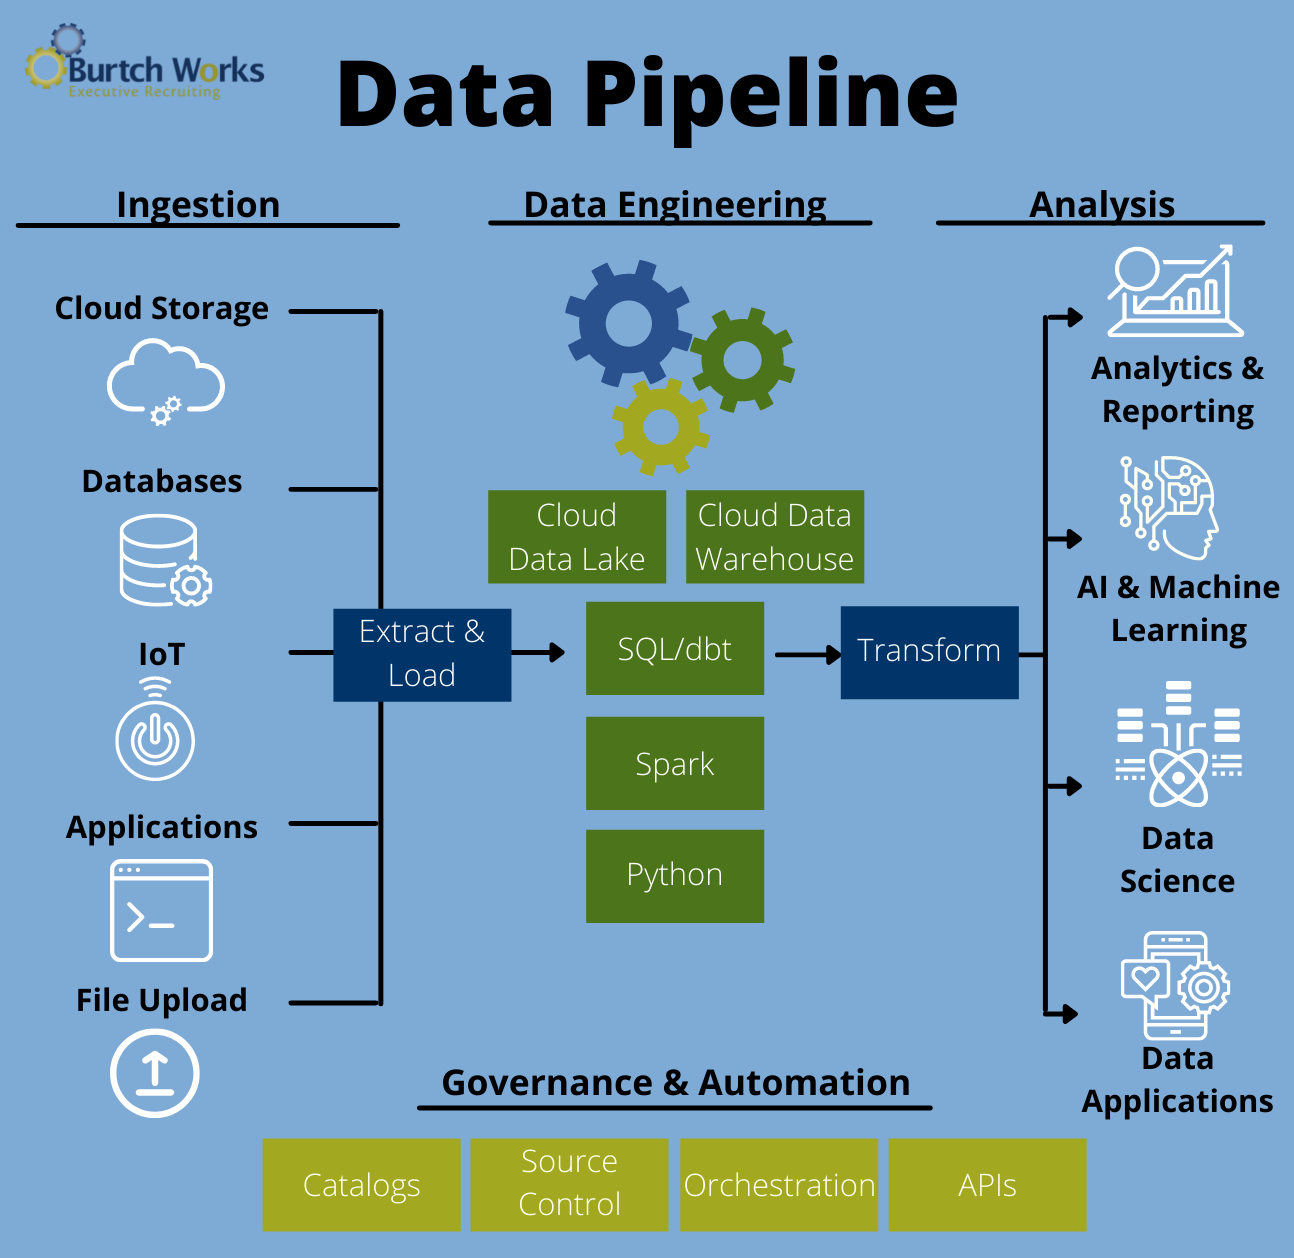 Burtch Works
Executive Recruiting
Data Pipeline
Ingestion
Cloud Storage
Databases
IoT
Applications
File Upload
Extract &
Load
Data Engineering
Cloud
Data Lake
Cloud Data
Warehouse
SQL/dbt
Spark
Python
Transform
Analysis
Analytics &
Reporting
AI & Machine
Learning
Data
Science
Data
Applications
Governance & Automation
Catalogs
Source
Control
Orchestration
APIs